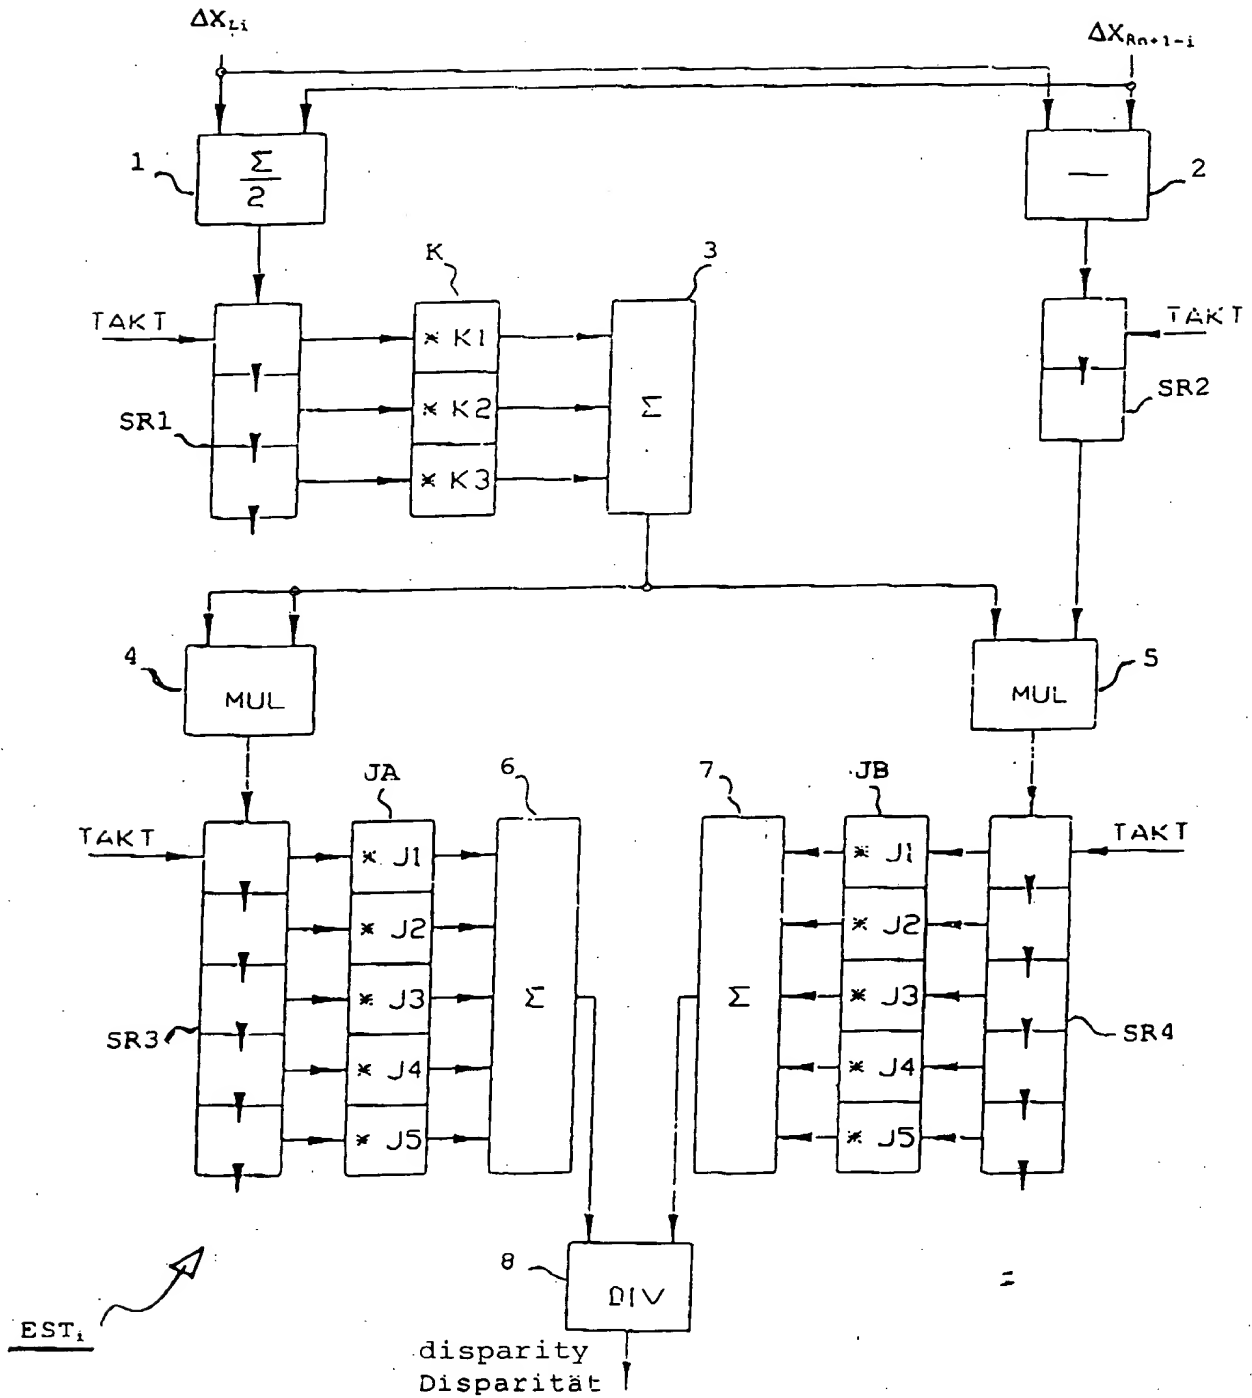 ΔX_Li
ΔX_Rn+1-i
1
Σ
2
—
2
K
3
TAKT
* K1
TAKT
SR1
* K2
Σ
SR2
* K3
4
MUL
MUL
5
JA
6
7
JB
TAKT
* J1
* J1
TAKT
* J2
* J2
* J3
Σ
Σ
* J3
SR3
SR4
* J4
* J4
* J5
* J5
8
DIV
EST_i
disparity
Disparität